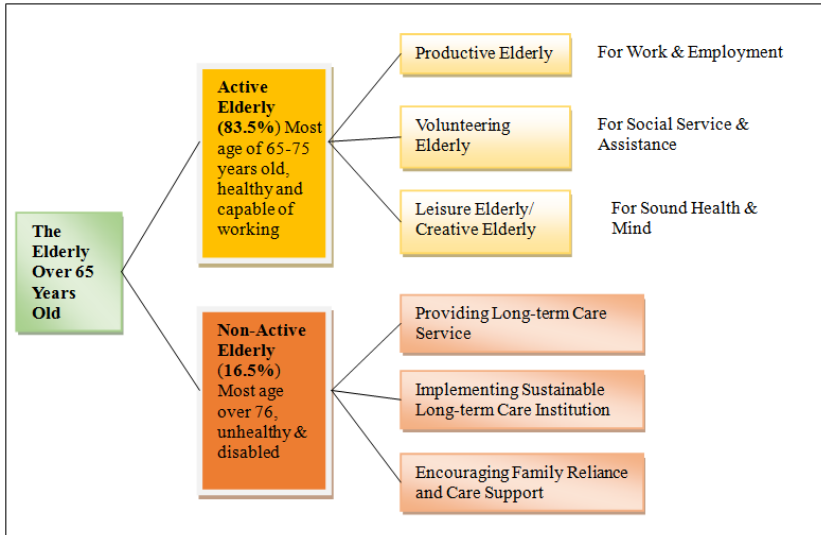 The
Elderly
Over 65
Years
Old
Active
Elderly
(83.5%) Most
age of 65-75
years old,
healthy and
capable of
working
Productive Elderly
For Work & Employment
Volunteering
Elderly
For Social Service &
Assistance
Leisure Elderly/
Creative Elderly
For Sound Health &
Mind
Non-Active
Elderly
(16.5%)
Most age
over 76,
unhealthy &
disabled
Providing Long-term Care
Service
Implementing Sustainable
Long-term Care Institution
Encouraging Family Reliance
and Care Support